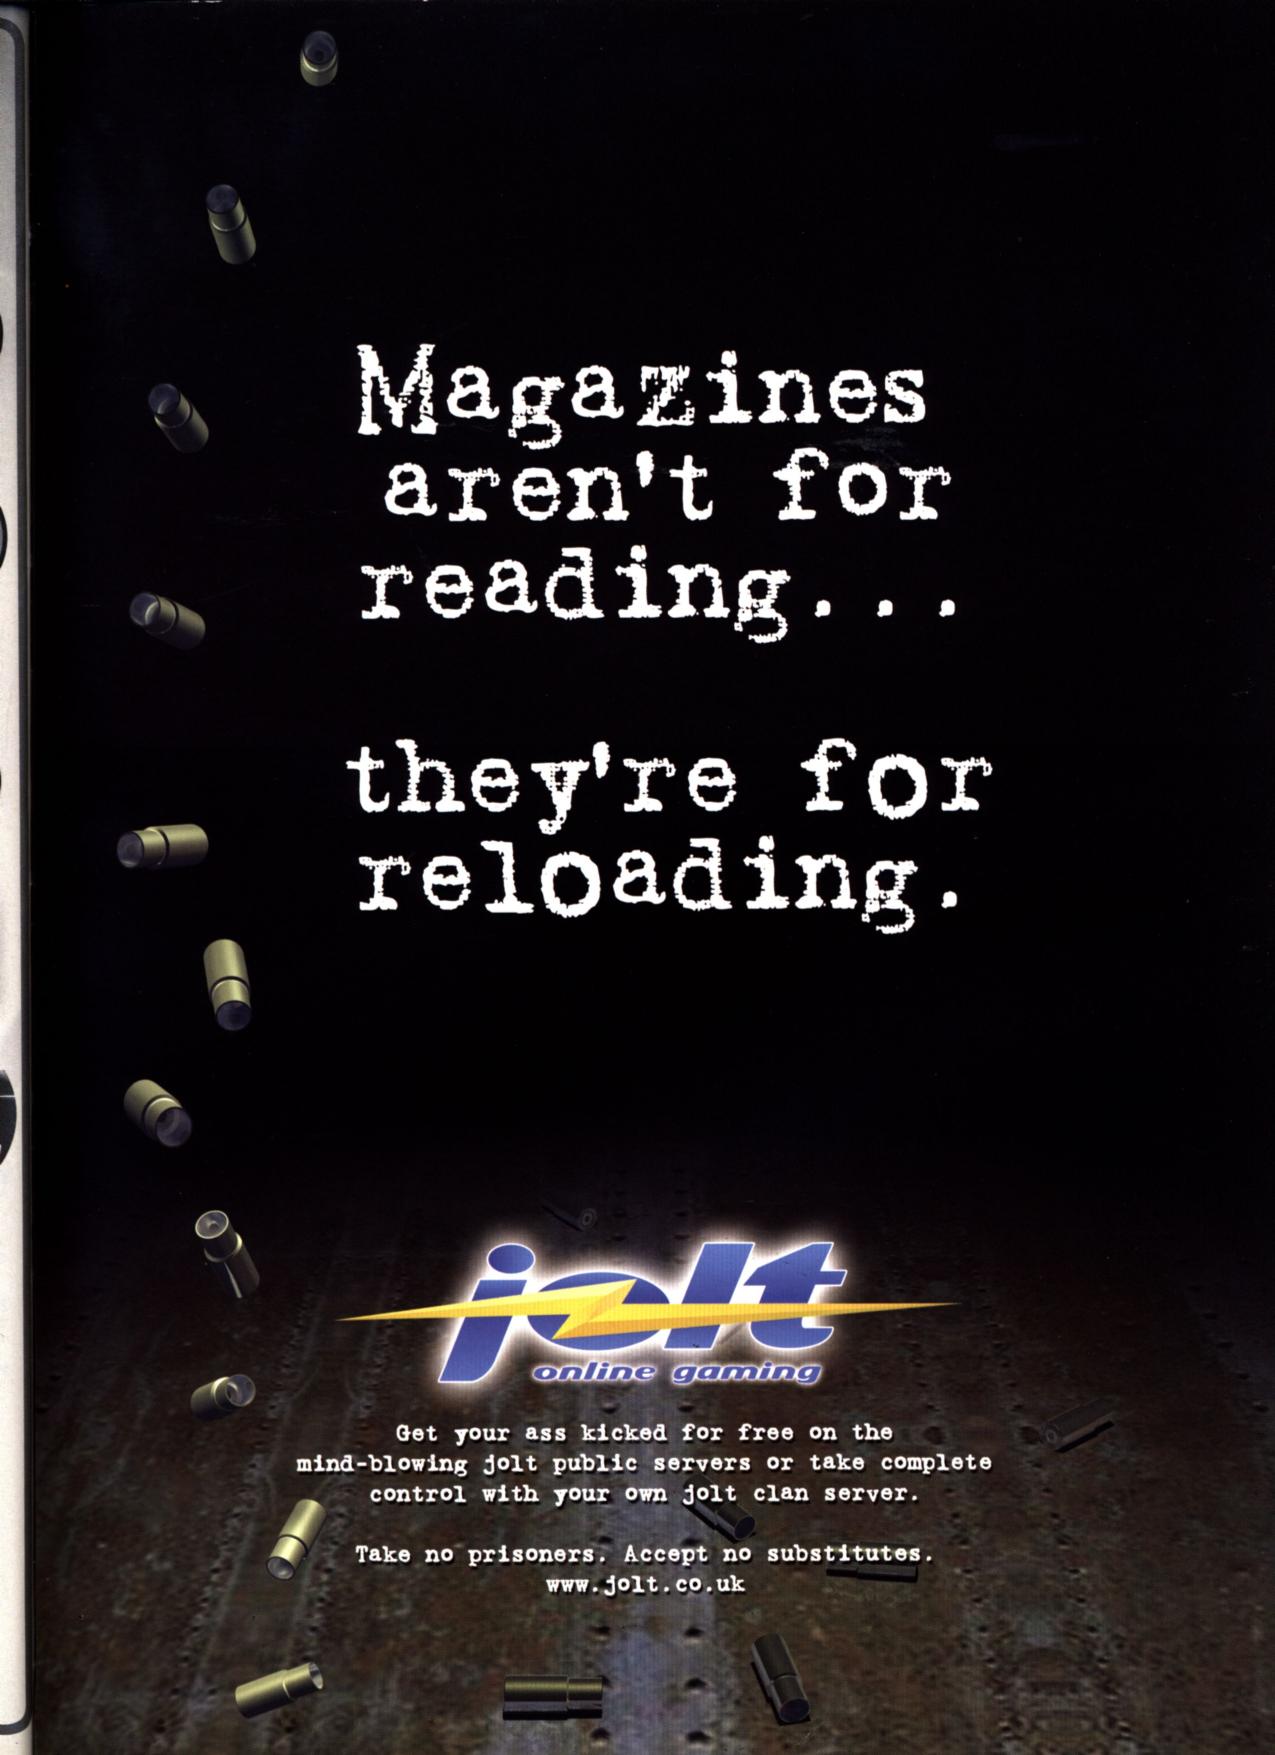 Magazines
aren't for
reading...
they're for
reloading.
jolt
online gaming
Get your ass kicked for free on the
mind-blowing jolt public servers or take complete
control with your own jolt clan server.
Take no prisoners. Accept no substitutes.
www.jolt.co.uk